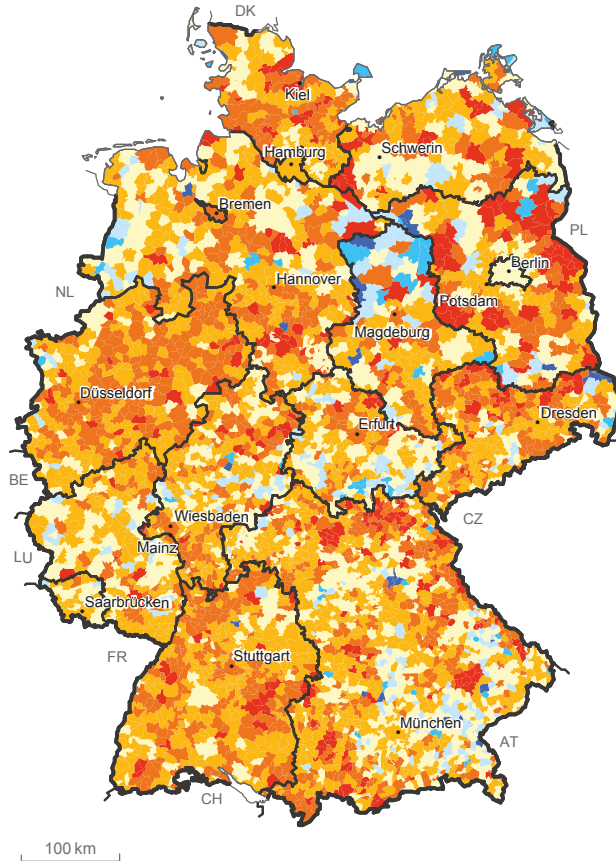 DK
Kiel
Hamburg
Schwerin
Bremen
PL
Berlin
NL
Hannover
Potsdam
Magdeburg
Düsseldorf
Erfurt
Dresden
BE
Wiesbaden
CZ
LU
Mainz
Saarbrücken
FR
Stuttgart
München
AT
CH
100 km